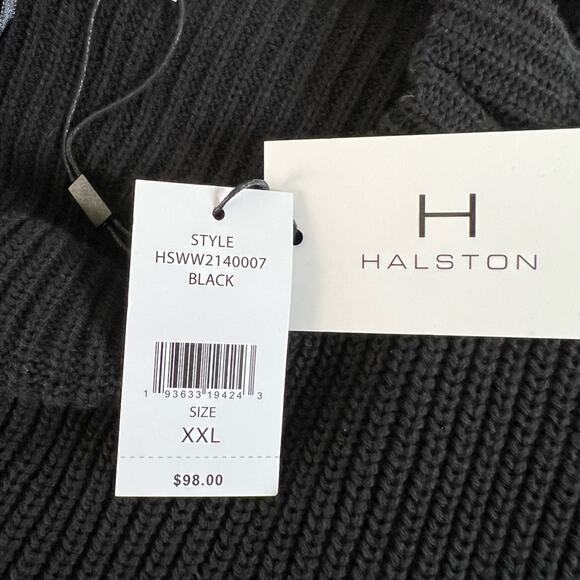 STYLE
HSWW2140007
BLACK
1 93633 19424 3
SIZE
XXL
$98.00
H
HALSTON